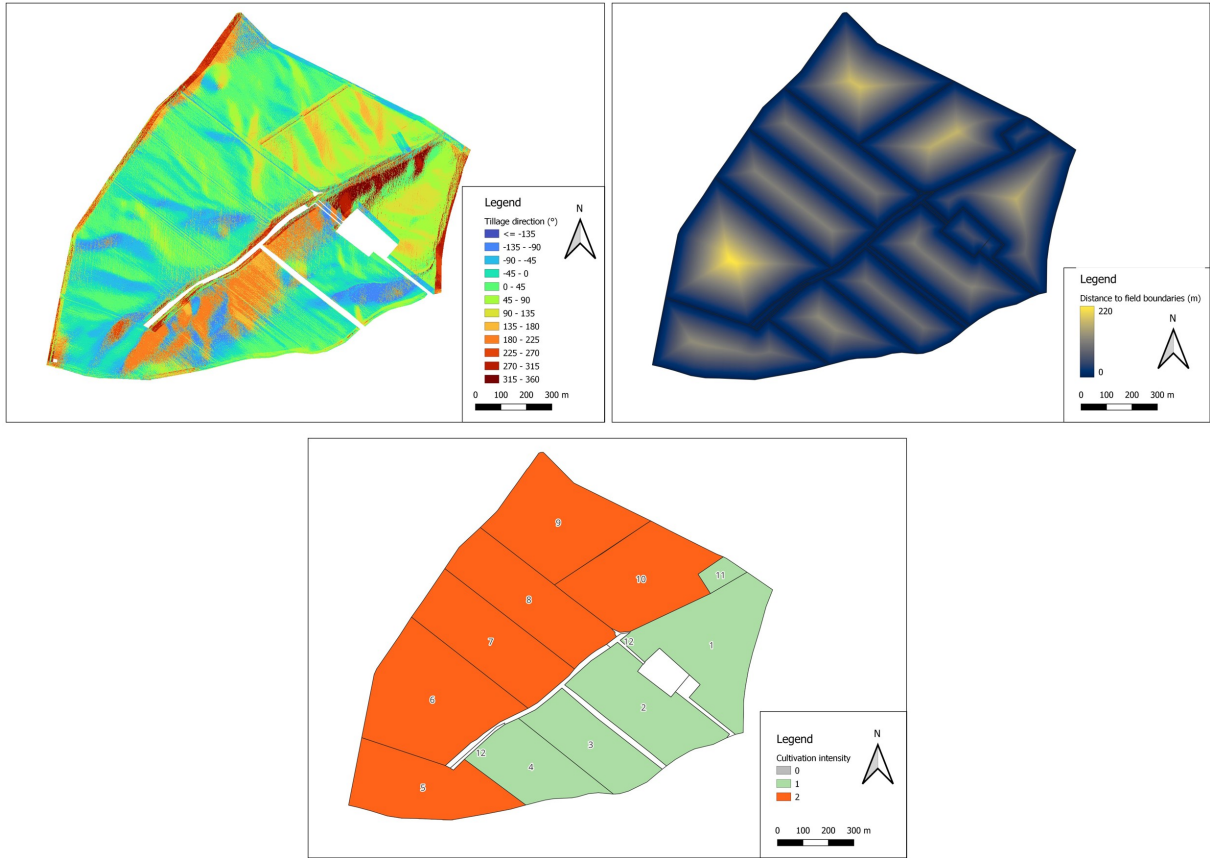 Legend
Tillage direction (°)
<= -135
-135 - -90
-90 - -45
-45 - 0
0 - 45
45 - 90
90 - 135
135 - 180
180 - 225
225 - 270
270 - 315
315 - 360
N
0 100 200 300 m
Legend
Distance to field boundaries (m)
220
0
N
0 100 200 300 m
9
10
11
8
12
1
7
6
2
3
12
4
5
Legend
Cultivation intensity
0
1
2
N
0 100 200 300 m